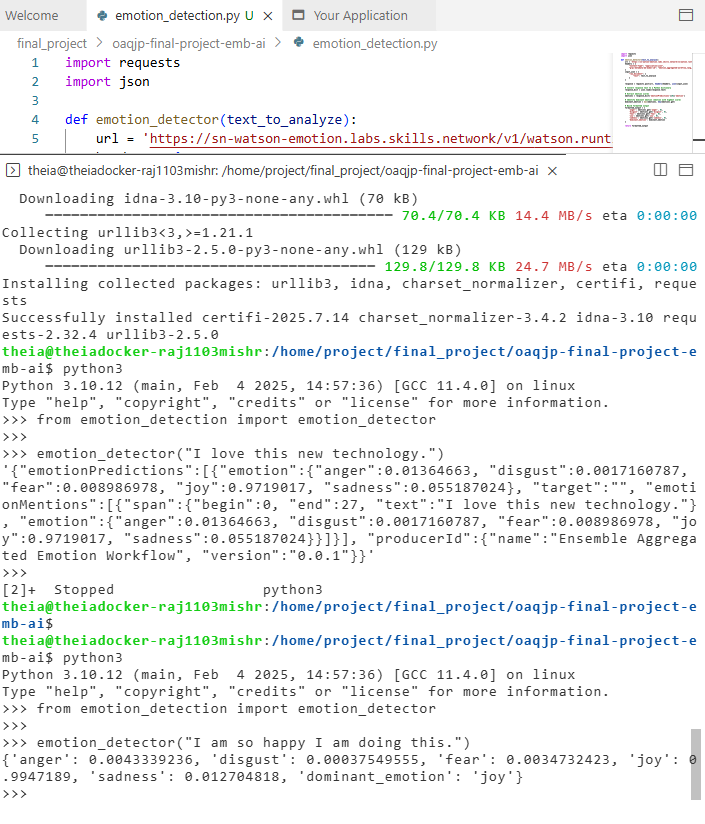 Welcome
emotion_detection.py U
Your Application
final_project > oaqjp-final-project-emb-ai > emotion_detection.py
1 import requests
2 import json
3
4 def emotion_detector(text_to_analyze):
5 url = 'https://sn-watson-emotion.labs.skills.network/v1/watson.runt
theia@theiadocker-raj1103mishr: /home/project/final_project/oaqjp-final-project-emb-ai
Downloading idna-3.10-py3-none-any.whl (70 kB)
70.4/70.4 KB 14.4 MB/s eta 0:00:00
Collecting urllib3<3,>=1.21.1
Downloading urllib3-2.5.0-py3-none-any.whl (129 kB)
129.8/129.8 KB 24.7 MB/s eta 0:00:00
Installing collected packages: urllib3, idna, charset_normalizer, certifi, reque
sts
Successfully installed certifi-2025.7.14 charset_normalizer-3.4.2 idna-3.10 requ
ests-2.32.4 urllib3-2.5.0
theia@theiadocker-raj1103mishr:/home/project/final_project/oaqjp-final-project-e
mb-ai$ python3
Python 3.10.12 (main, Feb  4 2025, 14:57:36) [GCC 11.4.0] on linux
Type "help", "copyright", "credits" or "license" for more information.
>>> from emotion_detection import emotion_detector
>>>
>>> emotion_detector("I love this new technology.")
'{"emotionPredictions":[{"emotion":{"anger":0.01364663, "disgust":0.0017160787,
"fear":0.008986978, "joy":0.9719017, "sadness":0.055187024}, "target":"", "emoti
onMentions":[{"span":{"begin":0, "end":27, "text":"I love this new technology."}
, "emotion":{"anger":0.01364663, "disgust":0.0017160787, "fear":0.008986978, "jo
y":0.9719017, "sadness":0.055187024}}]}], "producerId":{"name":"Ensemble Aggrega
ted Emotion Workflow", "version":"0.0.1"}}'
>>>
[2]+  Stopped                 python3
theia@theiadocker-raj1103mishr:/home/project/final_project/oaqjp-final-project-e
mb-ai$
theia@theiadocker-raj1103mishr:/home/project/final_project/oaqjp-final-project-e
mb-ai$ python3
Python 3.10.12 (main, Feb  4 2025, 14:57:36) [GCC 11.4.0] on linux
Type "help", "copyright", "credits" or "license" for more information.
>>> from emotion_detection import emotion_detector
>>>
>>> emotion_detector("I am so happy I am doing this.")
{'anger': 0.0043339236, 'disgust': 0.00037549555, 'fear': 0.0034732423, 'joy': 0
.9947189, 'sadness': 0.012704818, 'dominant_emotion': 'joy'}
>>>